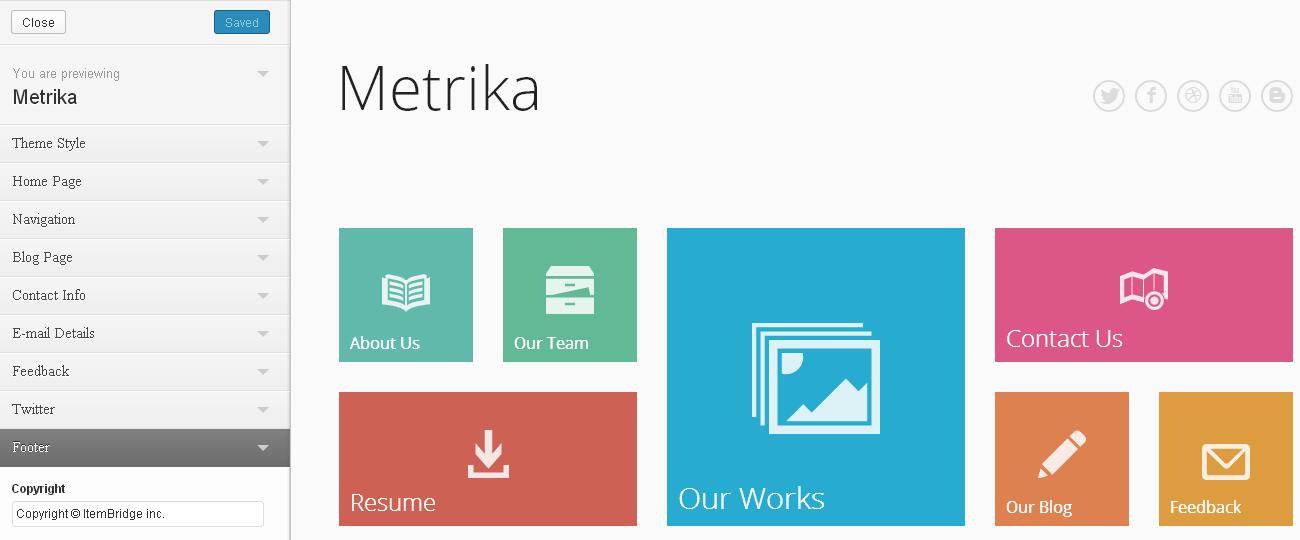 Close
Saved
You are previewing
Metrika
Theme Style
Home Page
Navigation
Blog Page
Contact Info
E-mail Details
Feedback
Twitter
Footer
Copyright
Copyright © ItemBridge inc.
Metrika
About Us
Our Team
Contact Us
Resume
Our Works
Our Blog
Feedback